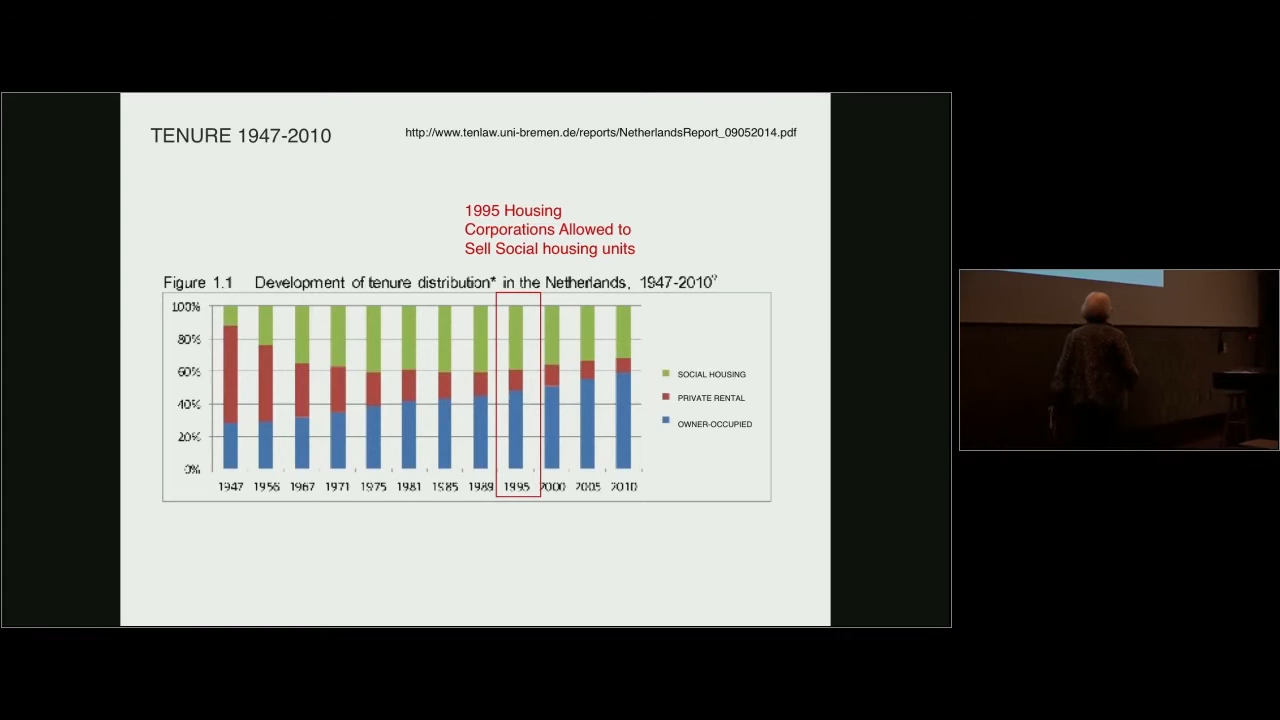 TENURE 1947-2010
http://www.tenlaw.uni-bremen.de/reports/NetherlandsReport_09052014.pdf
1995 Housing
Corporations Allowed to
Sell Social housing units
Figure 1.1 Development of tenure distribution* in the Netherlands, 1947-2010
100%
80%
60%
40%
20%
0%
SOCIAL HOUSING
PRIVATE RENTAL
OWNER-OCCUPIED
1947 1956 1967 1971 1975 1981 1985 1989 1995 2000 2005 2010